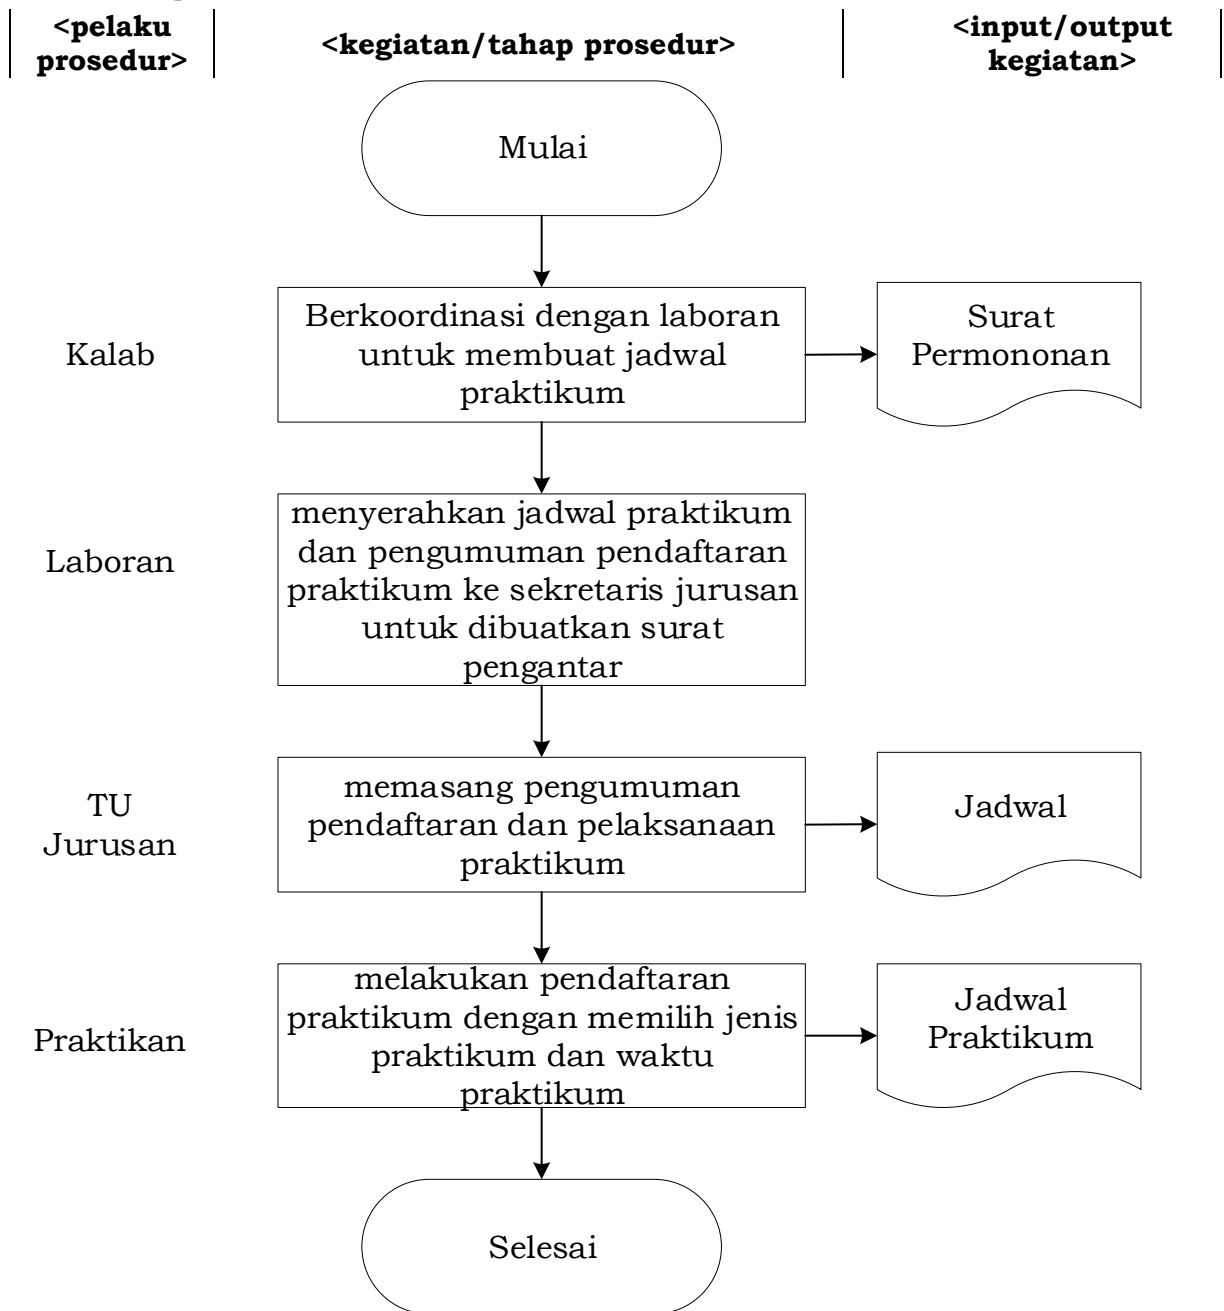 <pelaku
prosedur>
<kegiatan/tahap prosedur>
<input/output
kegiatan>
Mulai
Kalab
Berkoordinasi dengan laboran
untuk membuat jadwal
praktikum
Surat
Permononan
Laboran
menyerahkan jadwal praktikum
dan pengumuman pendaftaran
praktikum ke sekretaris jurusan
untuk dibuatkan surat
pengantar
TU
Jurusan
memasang pengumuman
pendaftaran dan pelaksanaan
praktikum
Jadwal
Praktikan
melakukan pendaftaran
praktikum dengan memilih jenis
praktikum dan waktu
praktikum
Jadwal
Praktikum
Selesai